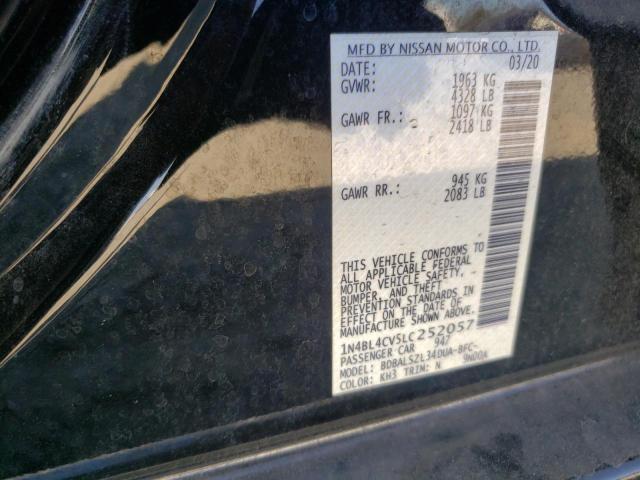 MFD BY NISSAN MOTOR CO., LTD.
DATE: 03/20
GVWR: 1963 KG
4328 LB
GAWR FR.: 1097 KG
2418 LB
GAWR RR.: 945 KG
2083 LB
THIS VEHICLE CONFORMS TO
ALL APPLICABLE FEDERAL
MOTOR VEHICLE SAFETY,
BUMPER, AND THEFT
PREVENTION STANDARDS IN
EFFECT ON THE DATE OF
MANUFACTURE SHOWN ABOVE.
1N4BL4CV5LC252057
PASSENGER CAR 947
MODEL: BDBALSZL34DUA-BFC-
COLOR: KH3 TRIM: N 9N00A